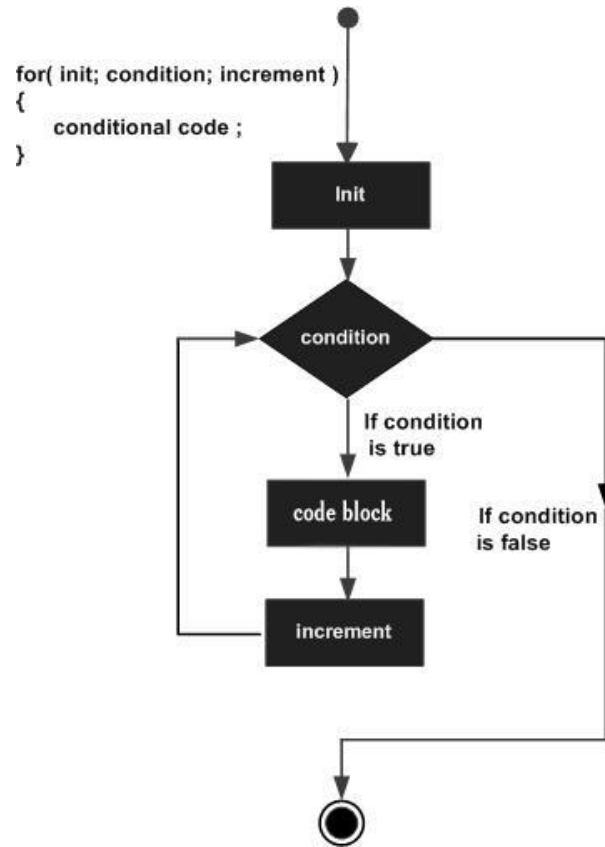 for( init; condition; increment )
{
conditional code ;
}
Init
condition
If condition
is true
code block
If condition
is false
increment